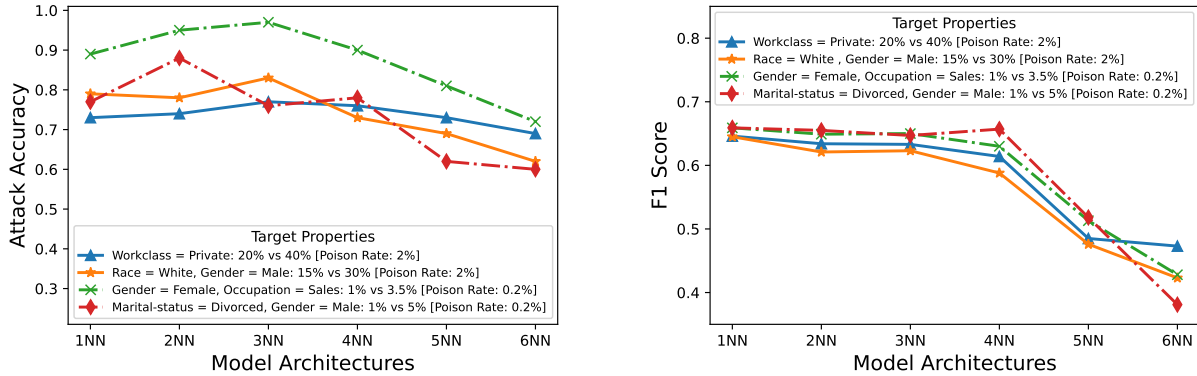 1.0
0.9
0.8
0.7
0.6
0.5
0.4
0.3
Attack Accuracy
Target Properties
Workclass = Private: 20% vs 40% [Poison Rate: 2%]
Race = White, Gender = Male: 15% vs 30% [Poison Rate: 2%]
Gender = Female, Occupation = Sales: 1% vs 3.5% [Poison Rate: 0.2%]
Marital-status = Divorced, Gender = Male: 1% vs 5% [Poison Rate: 0.2%]
1NN 2NN 3NN 4NN 5NN 6NN
Model Architectures
Target Properties
Workclass = Private: 20% vs 40% [Poison Rate: 2%]
Race = White , Gender = Male: 15% vs 30% [Poison Rate: 2%]
Gender = Female, Occupation = Sales: 1% vs 3.5% [Poison Rate: 0.2%]
Marital-status = Divorced, Gender = Male: 1% vs 5% [Poison Rate: 0.2%]
0.8
0.7
0.6
0.5
0.4
F1 Score
1NN 2NN 3NN 4NN 5NN 6NN
Model Architectures